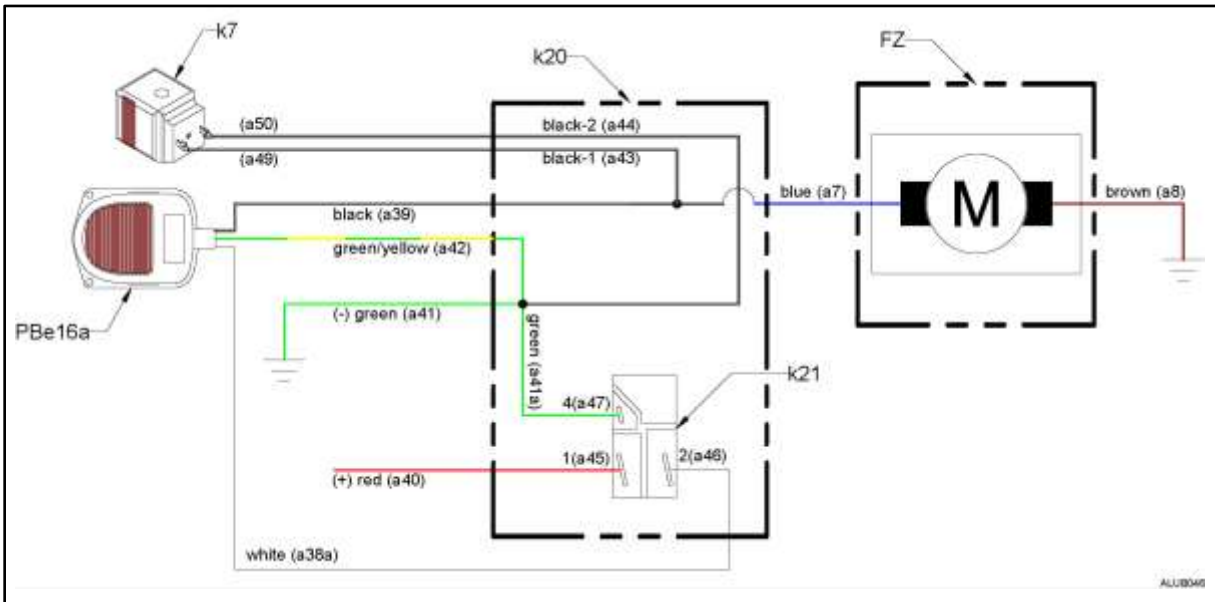 k7
k20
FZ
(a50)
black-2 (a44)
(a49)
black-1 (a43)
blue (a7)
M
brown (a8)
black (a39)
green/yellow (a42)
PBe16a
(-) green (a41)
green (a41a)
k21
4(a47)
1(a45)
2(a46)
(+) red (a40)
white (a38a)
ALU8046